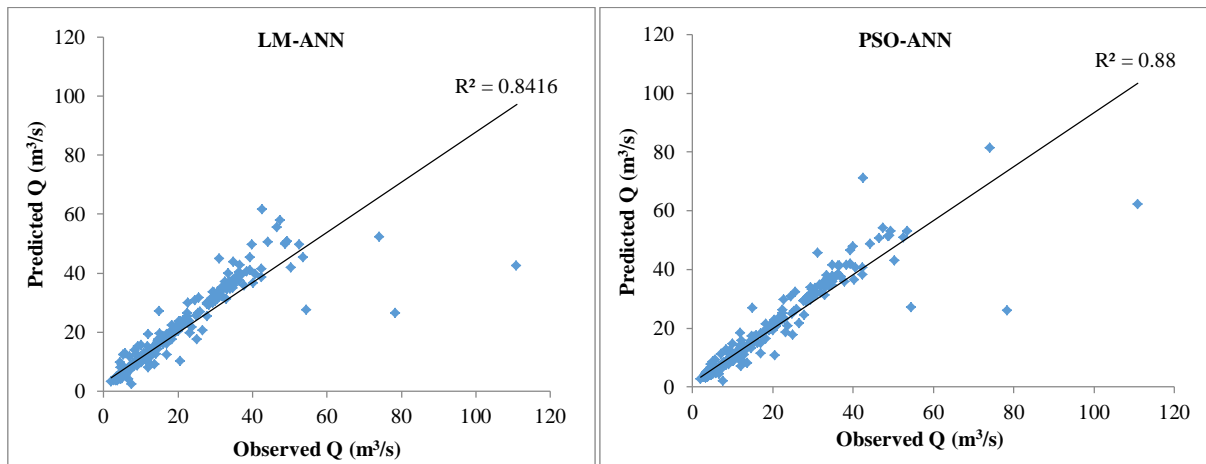 LM-ANN
R² = 0.8416
Predicted Q (m³/s)
120
100
80
60
40
20
0
0 20 40 60 80 100 120
Observed Q (m³/s)
PSO-ANN
R² = 0.88
Predicted Q (m³/s)
120
100
80
60
40
20
0
0 20 40 60 80 100 120
Observed Q (m³/s)